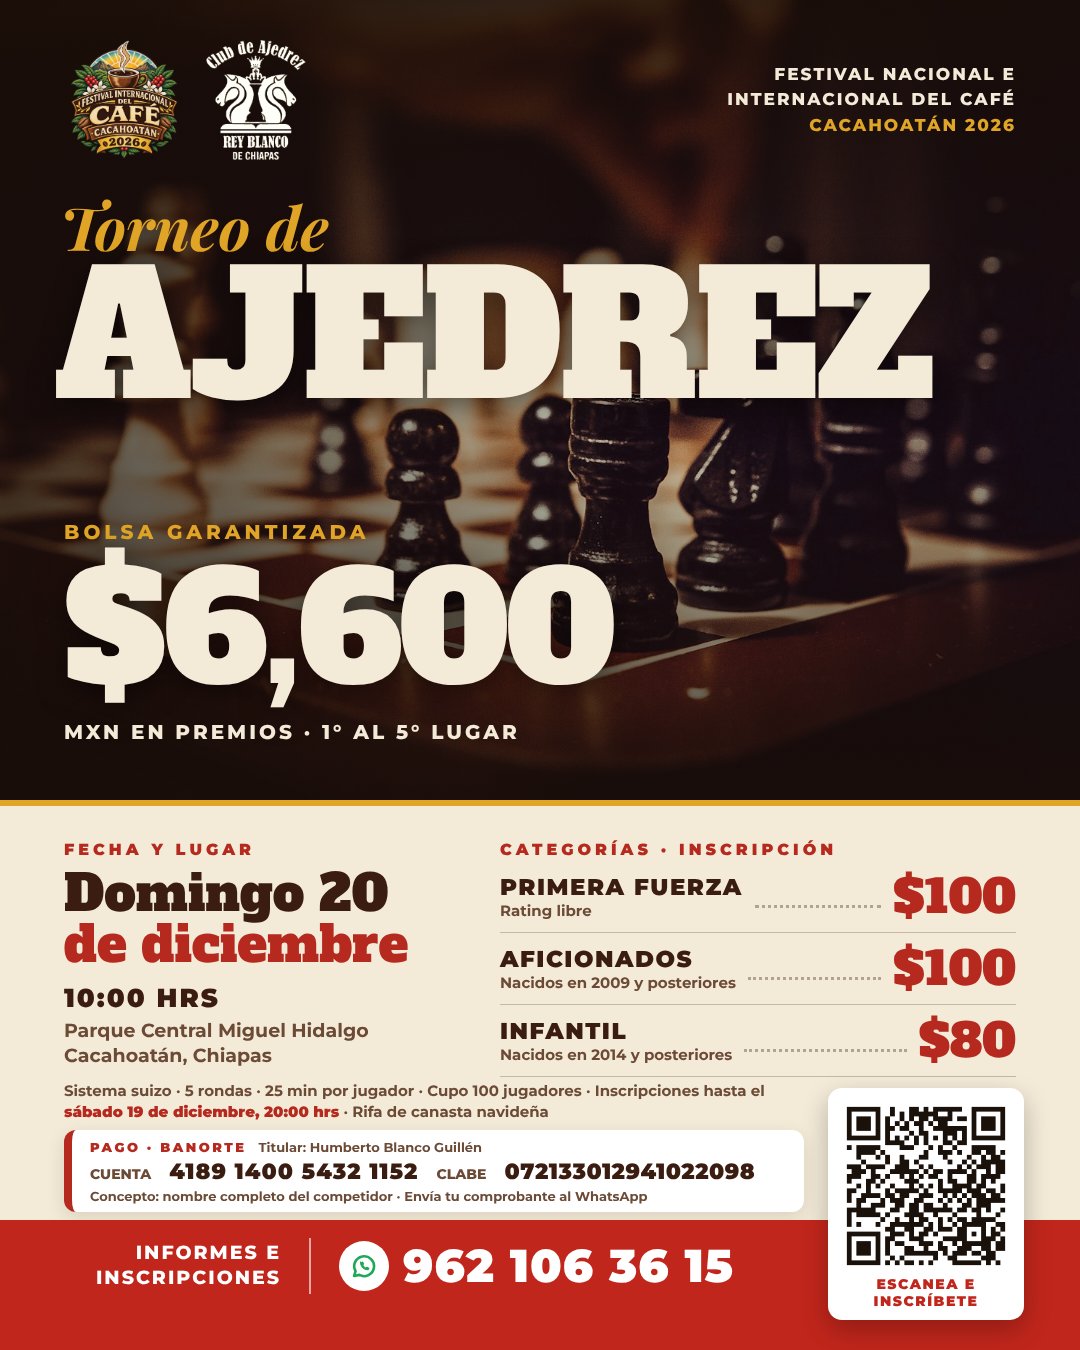 FESTIVAL INTERNACIONAL
DEL
CAFÉ
CACAHOATÁN
2026
Club de Ajedrez
REY BLANCO
DE CHIAPAS
FESTIVAL NACIONAL E
INTERNACIONAL DEL CAFÉ
CACAHOATÁN 2026
Torneo de
AJEDREZ
BOLSA GARANTIZADA
$6,600
MXN EN PREMIOS · 1° AL 5° LUGAR
FECHA Y LUGAR
Domingo 20
de diciembre
10:00 HRS
Parque Central Miguel Hidalgo
Cacahoatán, Chiapas
CATEGORÍAS · INSCRIPCIÓN
PRIMERA FUERZA $100
Rating libre
AFICIONADOS $100
Nacidos en 2009 y posteriores
INFANTIL $80
Nacidos en 2014 y posteriores
Sistema suizo · 5 rondas · 25 min por jugador · Cupo 100 jugadores · Inscripciones hasta el
sábado 19 de diciembre, 20:00 hrs · Rifa de canasta navideña
PAGO · BANORTE Titular: Humberto Blanco Guillén
CUENTA 4189 1400 5432 1152 CLABE 072133012941022098
Concepto: nombre completo del competidor · Envía tu comprobante al WhatsApp
INFORMES E
INSCRIPCIONES
962 106 36 15
ESCANEA E
INSCRÍBETE